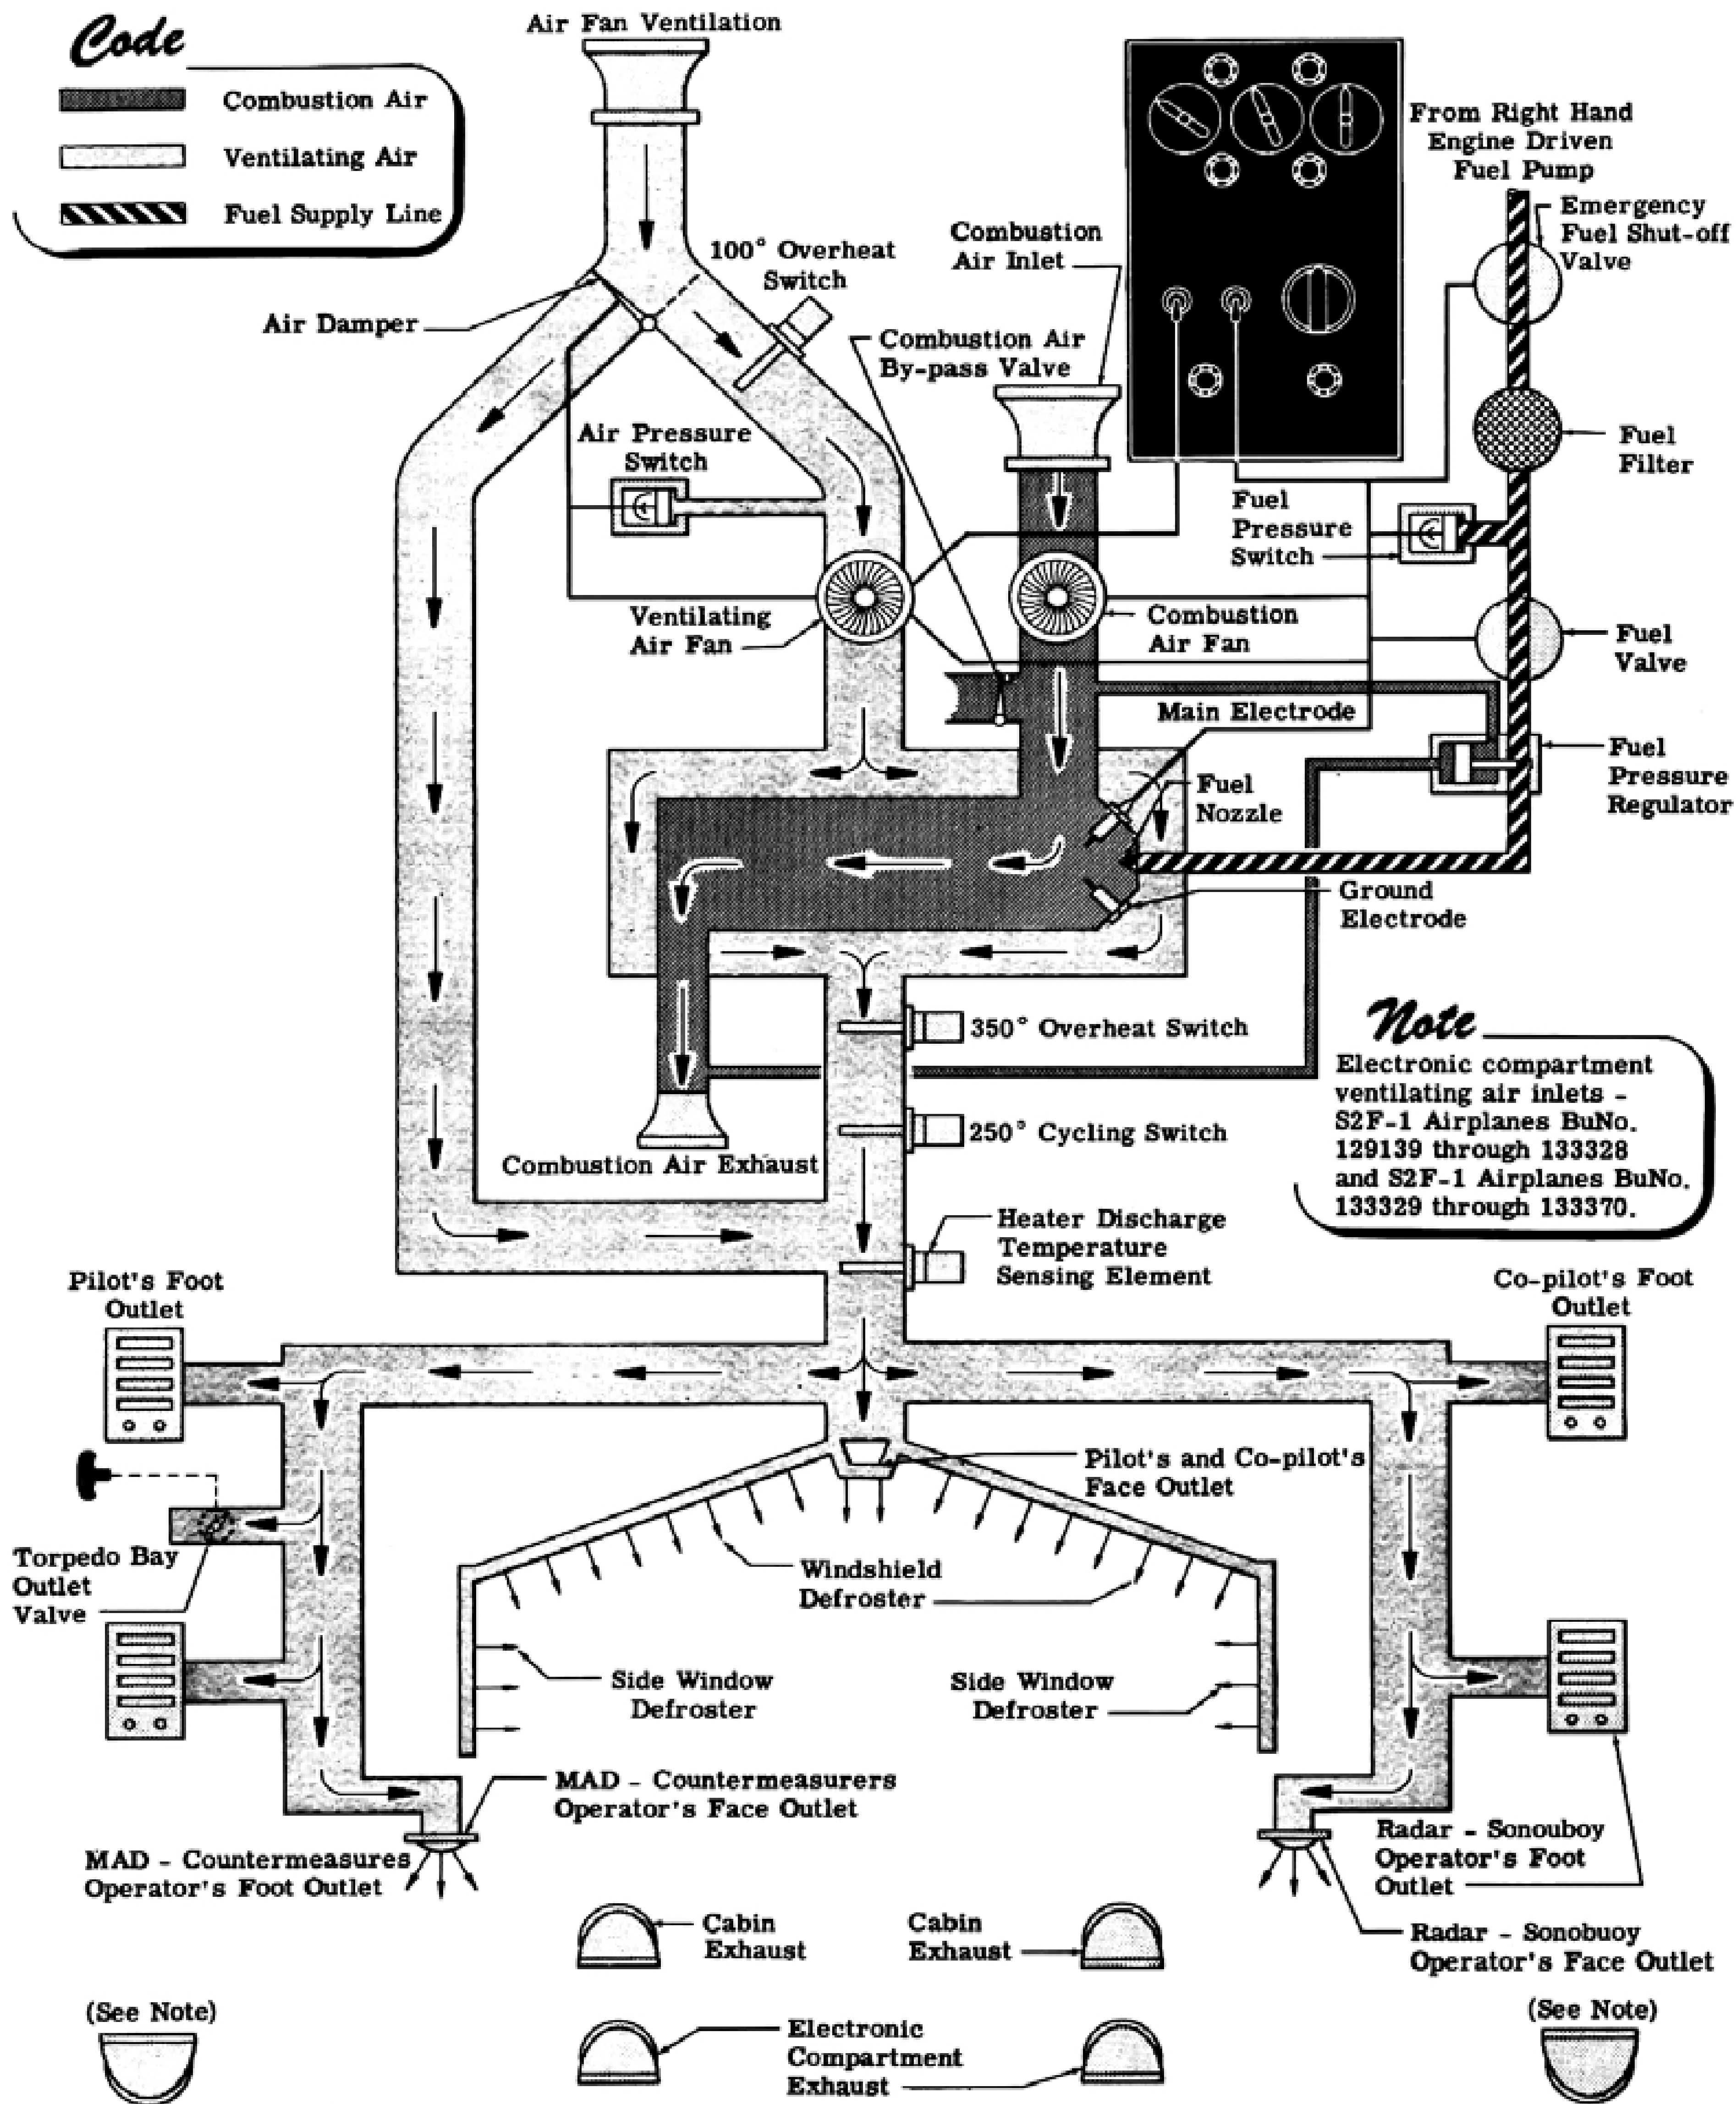 Code
Combustion Air
Ventilating Air
Fuel Supply Line
Air Fan Ventilation
From Right Hand
Engine Driven
Fuel Pump
Emergency
Fuel Shut-off
Valve
100° Overheat
Switch
Combustion
Air Inlet
Air Damper
Combustion Air
By-pass Valve
Air Pressure
Switch
Fuel
Filter
Fuel
Pressure
Switch
Ventilating
Air Fan
Combustion
Air Fan
Fuel
Valve
Main Electrode
Fuel
Pressure
Regulator
Fuel
Nozzle
Ground
Electrode
350° Overheat Switch
Note
Electronic compartment
ventilating air inlets -
S2F-1 Airplanes BuNo.
129139 through 133328
and S2F-1 Airplanes BuNo.
133329 through 133370.
250° Cycling Switch
Combustion Air Exhaust
Heater Discharge
Temperature
Sensing Element
Pilot's Foot
Outlet
Co-pilot's Foot
Outlet
Pilot's and Co-pilot's
Face Outlet
Torpedo Bay
Outlet
Valve
Windshield
Defroster
Side Window
Defroster
Side Window
Defroster
MAD - Countermeasurers
Operator's Face Outlet
MAD - Countermeasures
Operator's Foot Outlet
Radar - Sonouboy
Operator's Foot
Outlet
Cabin
Exhaust
Cabin
Exhaust
Radar - Sonobuoy
Operator's Face Outlet
(See Note)
(See Note)
Electronic
Compartment
Exhaust